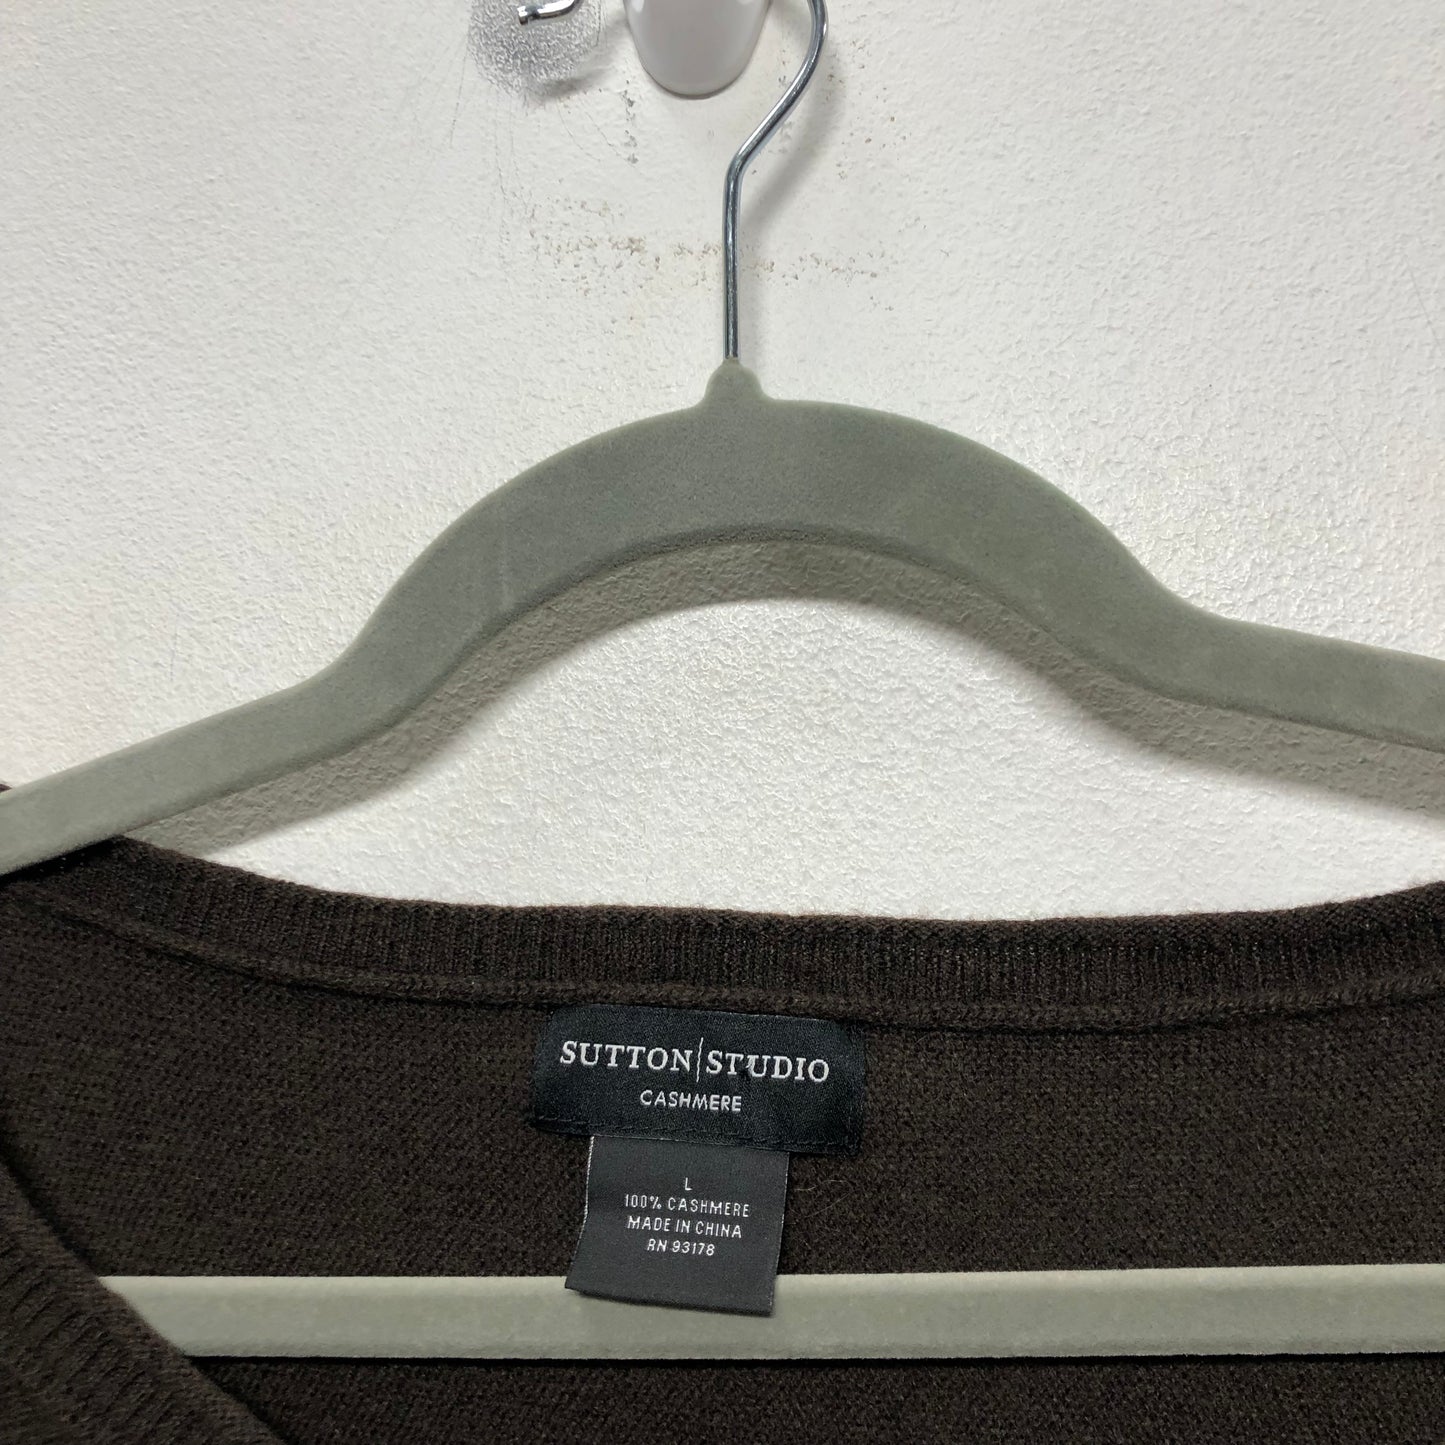 SUTTON|STUDIO
CASHMERE
L
100% CASHMERE
MADE IN CHINA
RN 93178